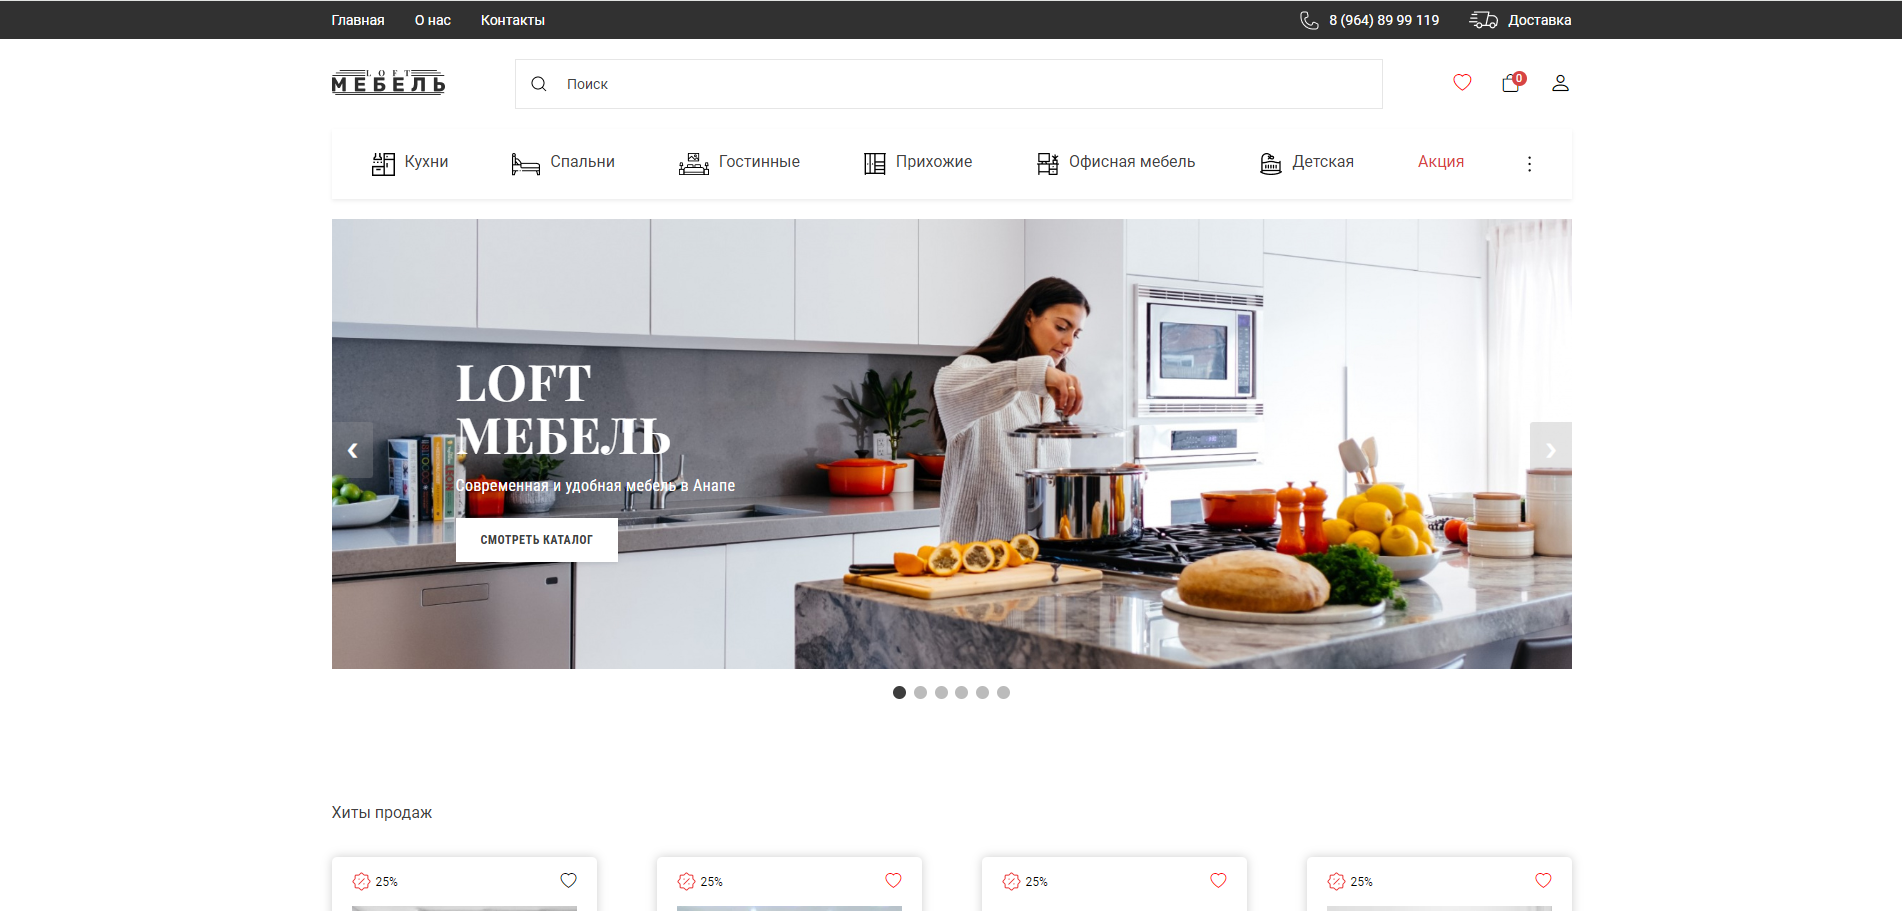 Главная О нас Контакты 8 (964) 89 99 119 Доставка
LOFT
МЕБЕЛЬ
Поиск
0
Кухни Спальни Гостинные Прихожие Офисная мебель Детская Акция
LOFT
МЕБЕЛЬ
Современная и удобная мебель в Анапе
СМОТРЕТЬ КАТАЛОГ
Хиты продаж
25% 25% 25% 25%